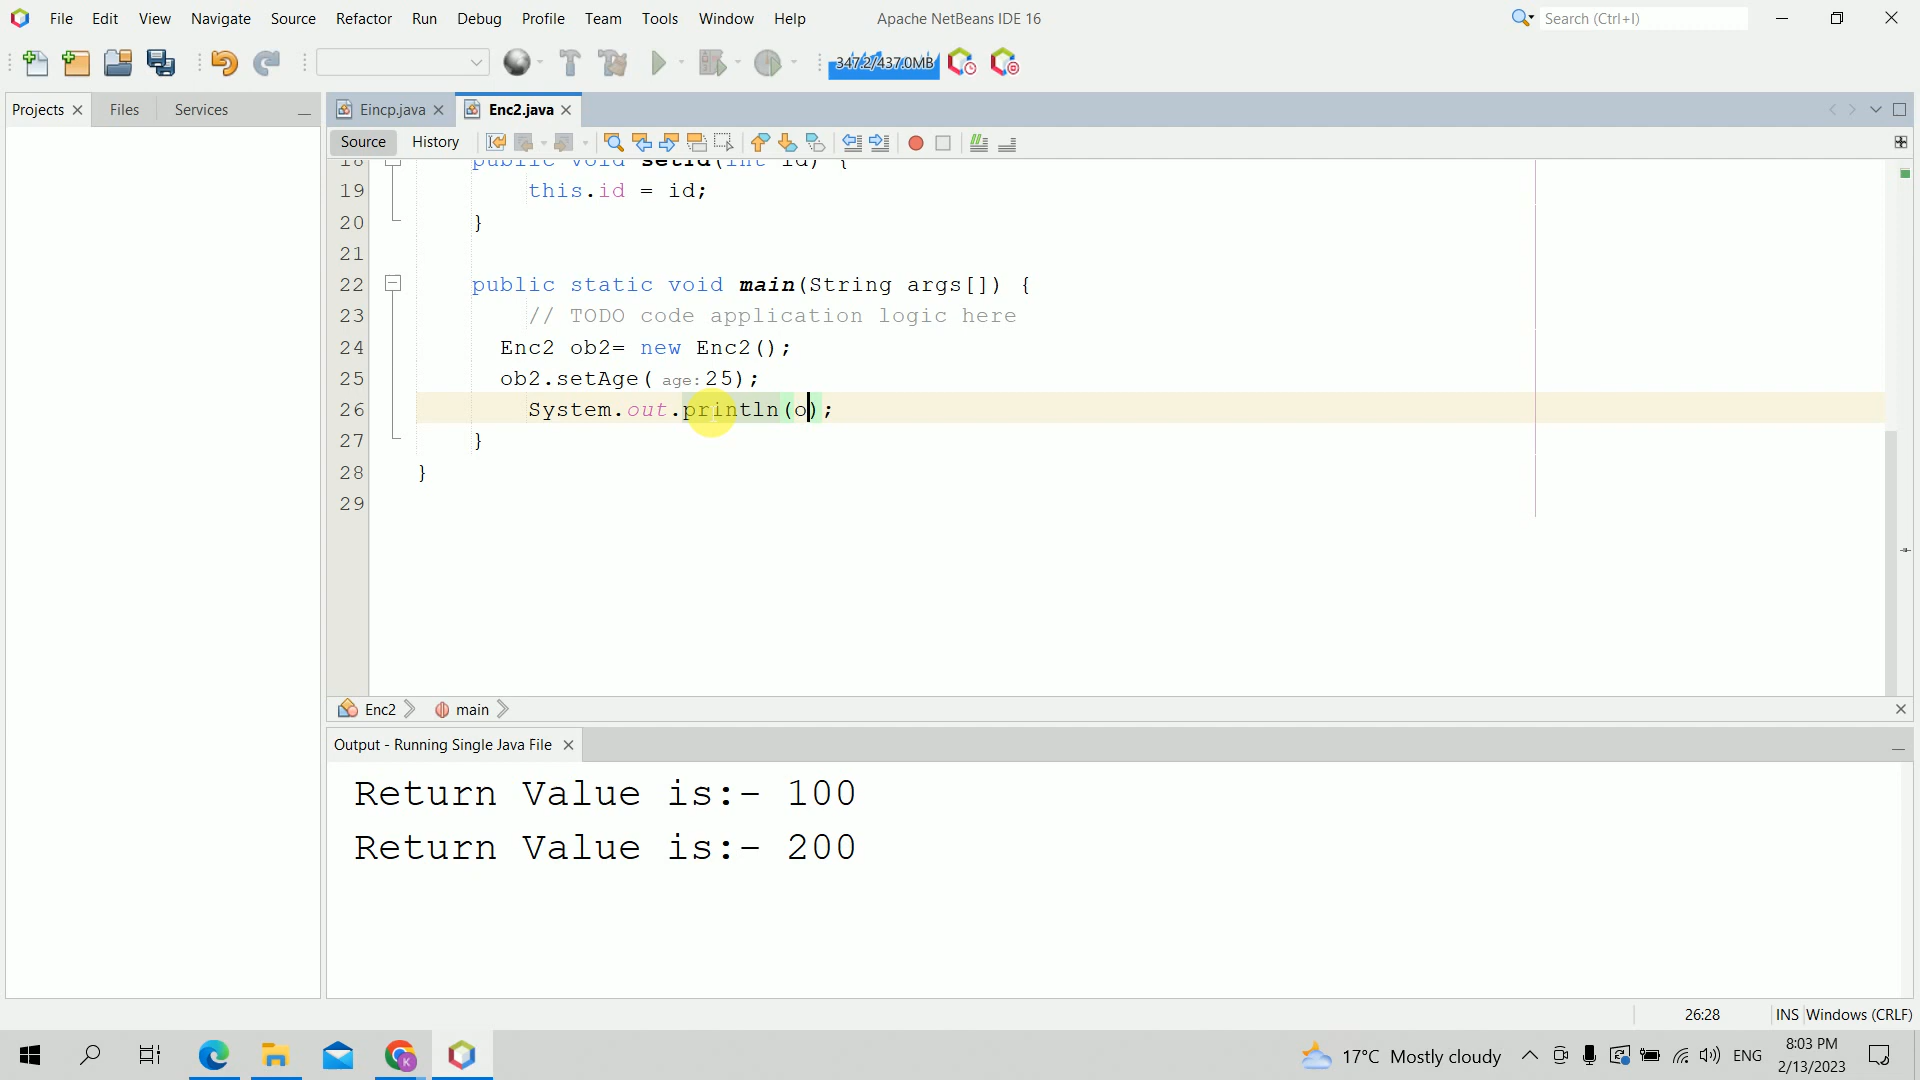 File Edit View Navigate Source Refactor Run Debug Profile Team Tools Window Help Apache NetBeans IDE 16 Search (Ctrl+I)
347.2/437.0MB
Projects Files Services Eincp.java Enc2.java
Source History
18 public void setId(int id) {
19 this.id = id;
20 }
21
22 public static void main(String args[]) {
23 // TODO code application logic here
24 Enc2 ob2= new Enc2();
25 ob2.setAge( age: 25);
26 System.out.println(o);
27 }
28 }
29
Enc2 main
Output - Running Single Java File
Return Value is:- 100
Return Value is:- 200
26:28 INS Windows (CRLF)
K 17°C Mostly cloudy ENG 8:03 PM
2/13/2023